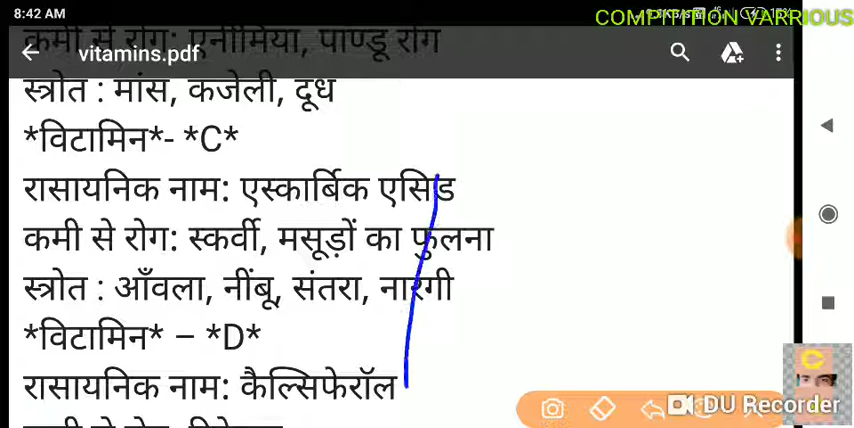 8:42 AM
COMPTITION VARRIOUS
vitamins.pdf
कमी से रोग: एनीमिया, पाण्डू रोग
स्त्रोत : मांस, कजेली, दूध
*विटामिन*- *C*
रासायनिक नाम: एस्कार्बिक एसिड
कमी से रोग: स्कर्वी, मसूड़ों का फुलना
स्त्रोत : आँवला, नींबू, संतरा, नारंगी
*विटामिन* – *D*
रासायनिक नाम: कैल्सिफेरॉल
DU Recorder